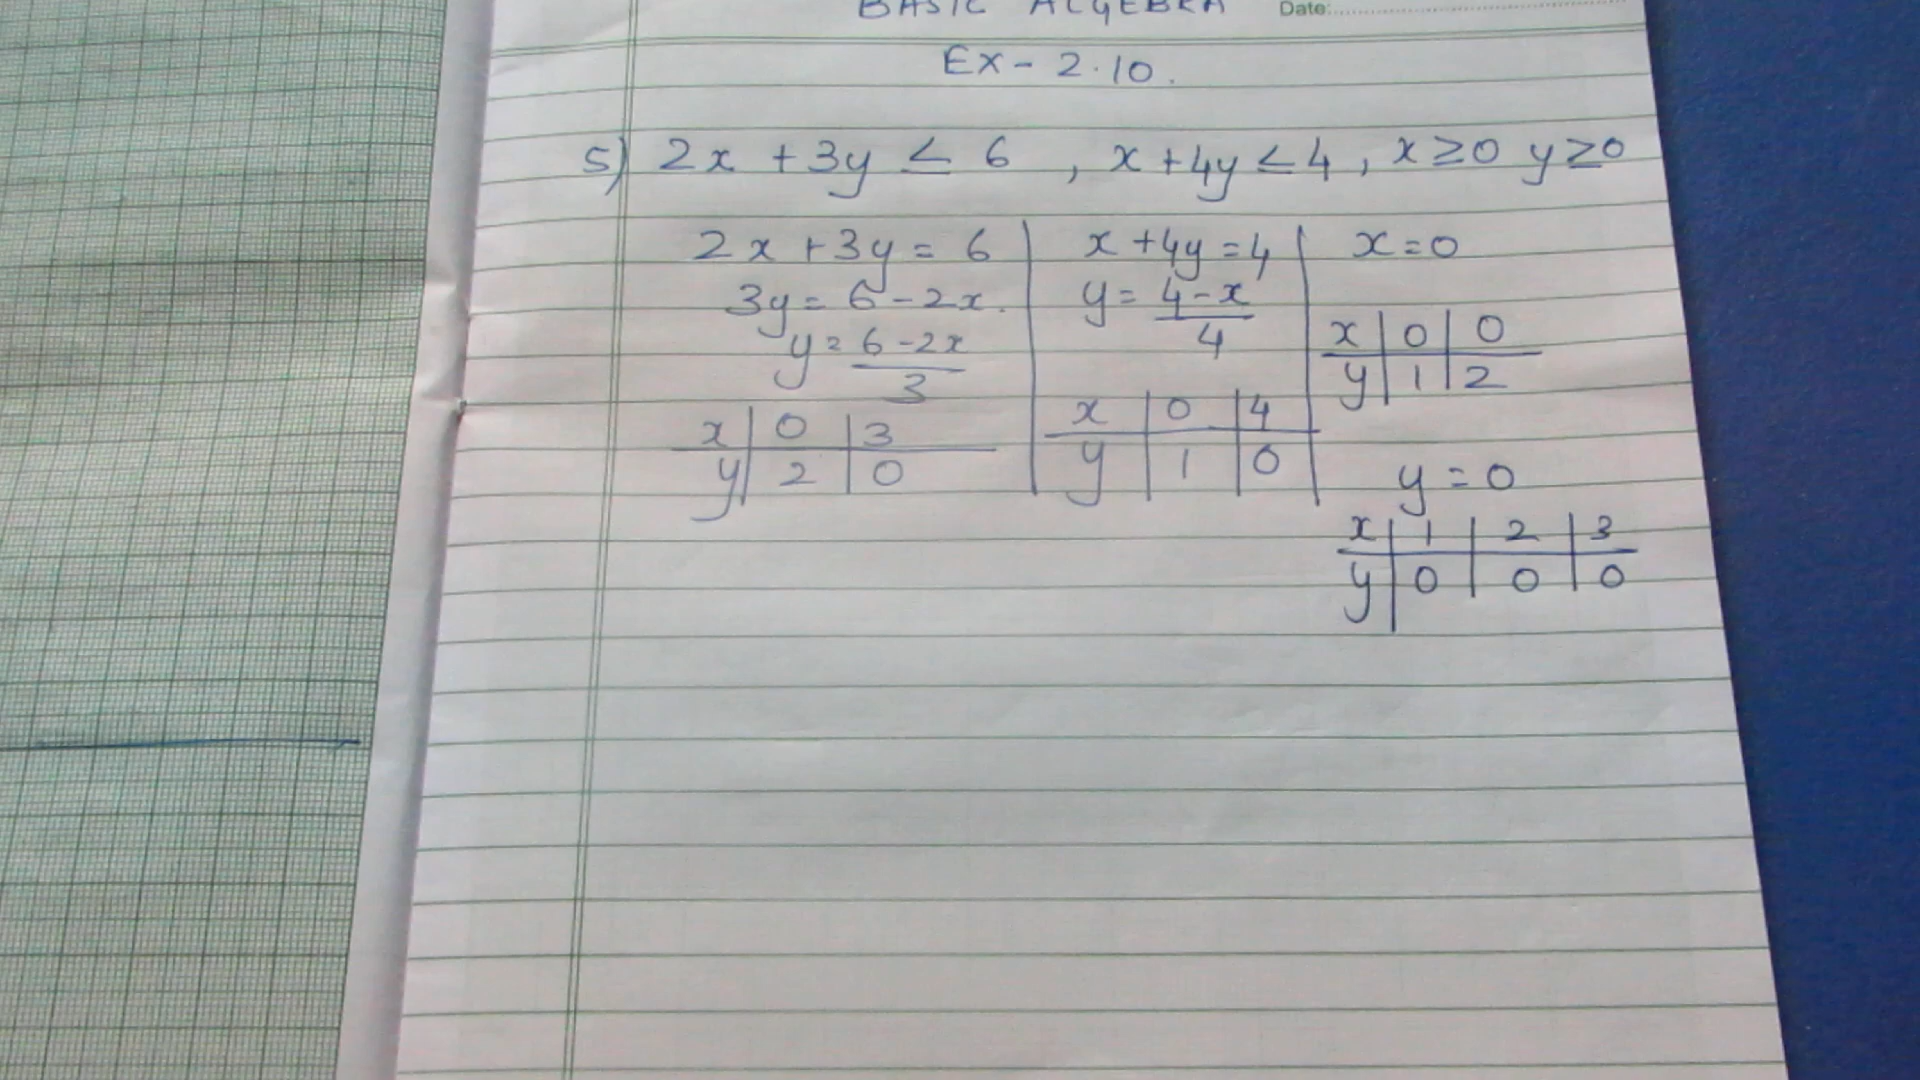 BASIC ALGEBRA Date:
Ex - 2.10.
5) 2x + 3y ≤ 6 , x + 4y ≤ 4 , x ≥ 0 y ≥ 0
2x + 3y = 6
3y = 6 - 2x.
y = 6 - 2x
3
x | 0 | 3
y | 2 | 0
x + 4y = 4
y = 4 - x
4
x | 0 | 4
y | 1 | 0
x = 0
x | 0 | 0
y | 1 | 2
y = 0
x | 1 | 2 | 3
y | 0 | 0 | 0